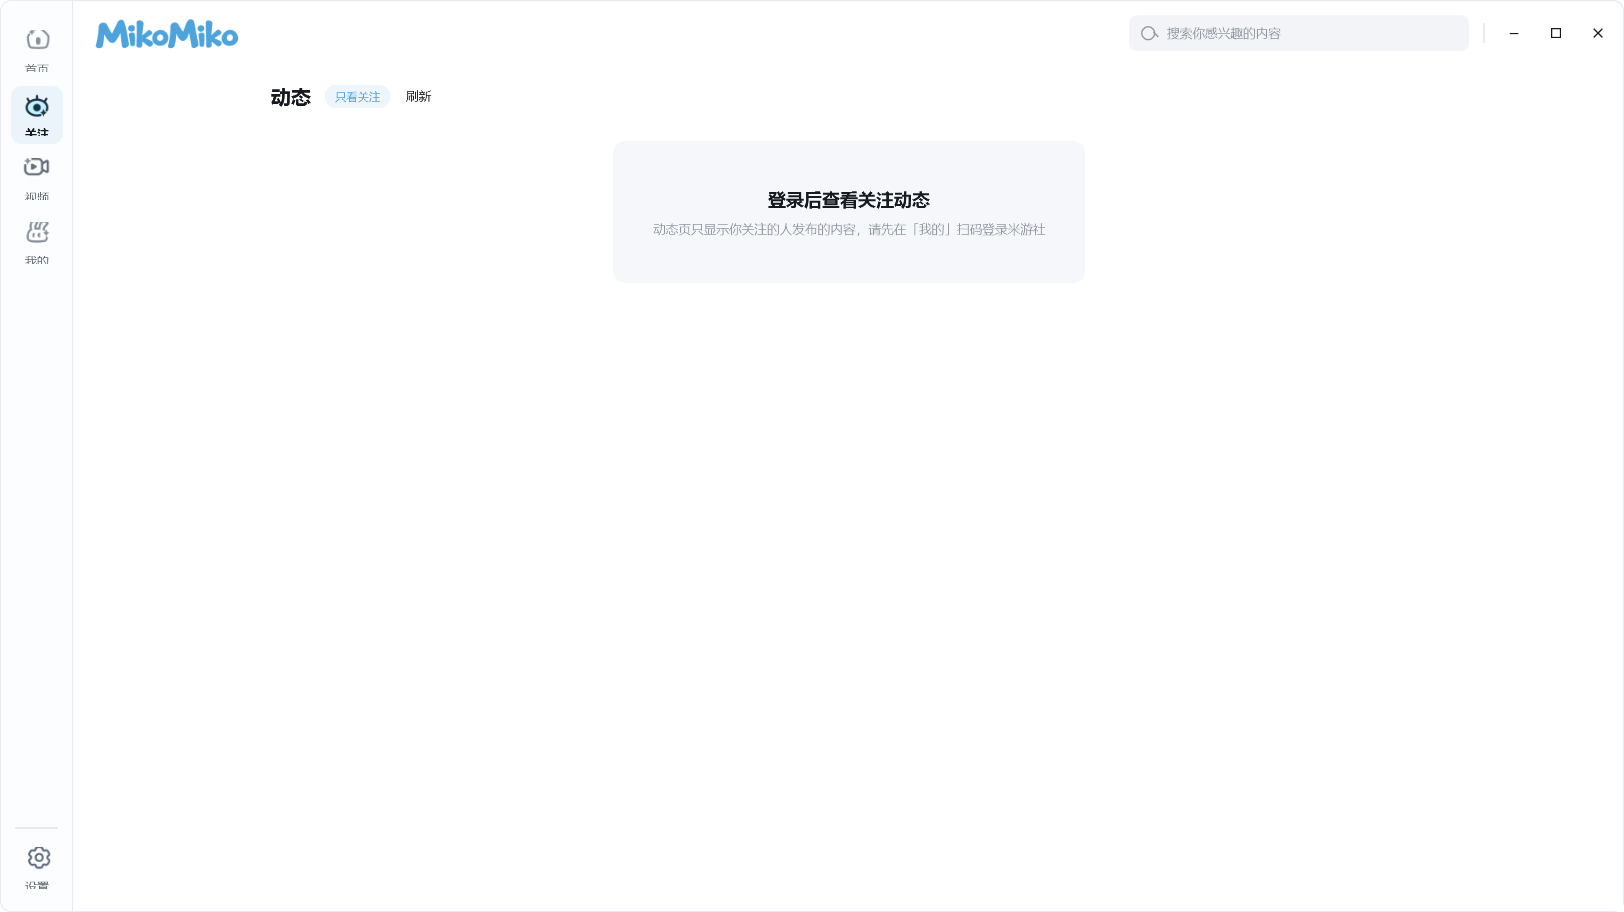 MikoMiko
搜索你感兴趣的内容
首页
关注
视频
我的
设置
动态
只看关注
刷新
登录后查看关注动态
动态页只显示你关注的人发布的内容，请先在「我的」扫码登录米游社